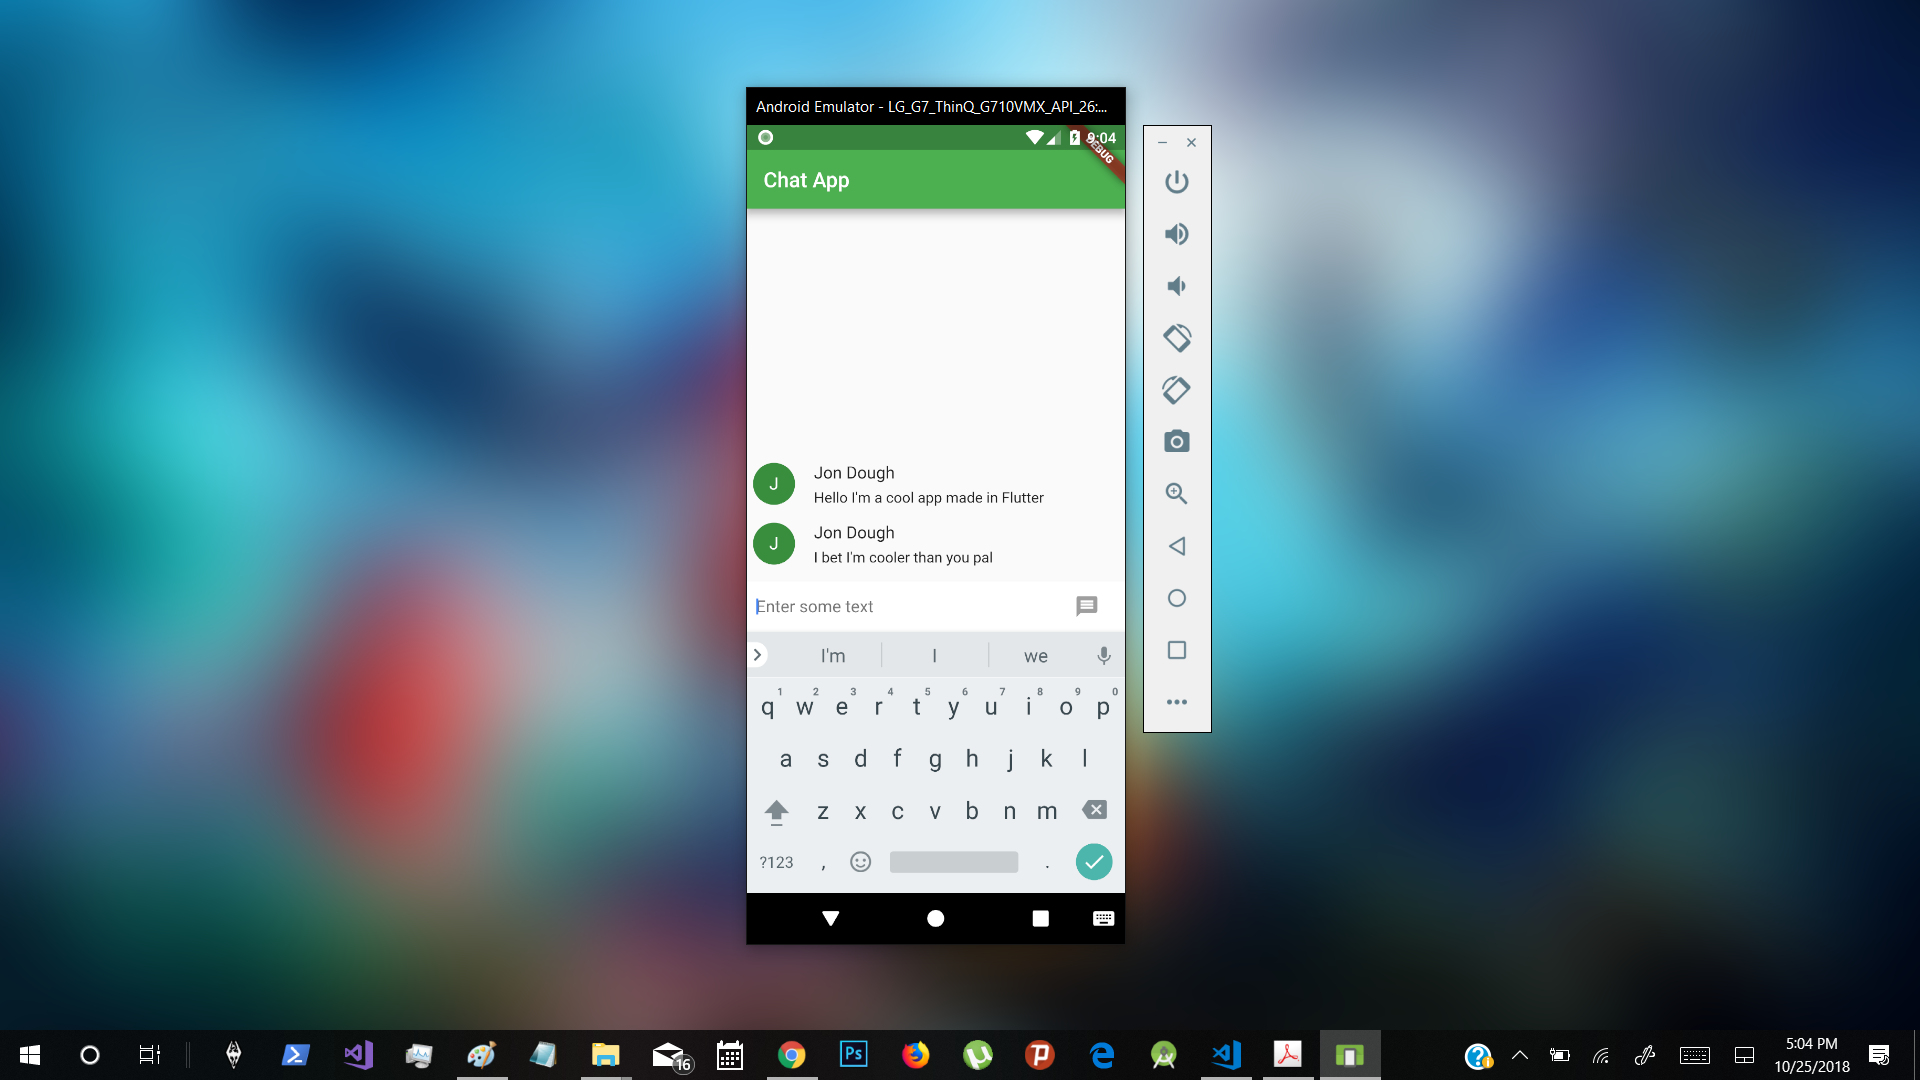 Android Emulator - LG_G7_ThinQ_G710VMX_API_26:...
9:04
DEBUG
Chat App
J
Jon Dough
Hello I'm a cool app made in Flutter
J
Jon Dough
I bet I'm cooler than you pal
Enter some text
I'm I we
1 2 3 4 5 6 7 8 9 0
q w e r t y u i o p
a s d f g h j k l
z x c v b n m
?123 , .
16
Ps
5:04 PM
10/25/2018